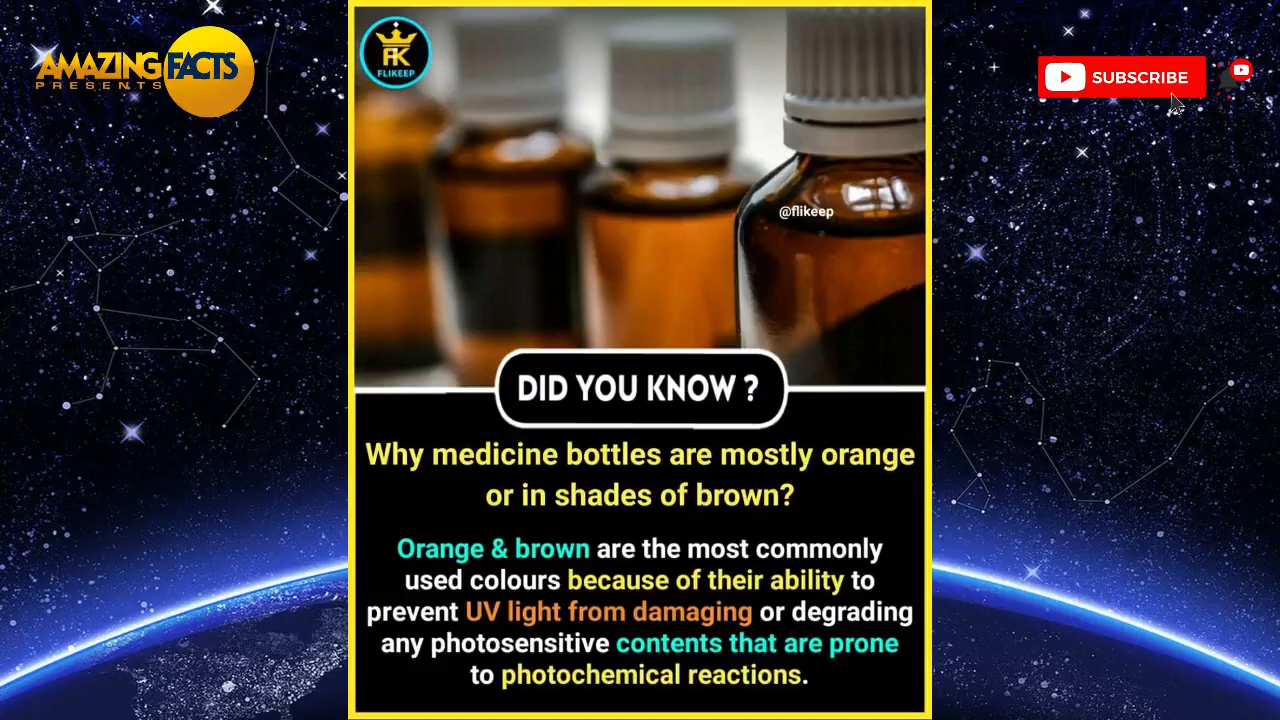 AMAZING FACTS
PRESENTS
FK
FLIKEEP
SUBSCRIBE
@flikeep
DID YOU KNOW ?
Why medicine bottles are mostly orange
or in shades of brown?
Orange & brown are the most commonly
used colours because of their ability to
prevent UV light from damaging or degrading
any photosensitive contents that are prone
to photochemical reactions.